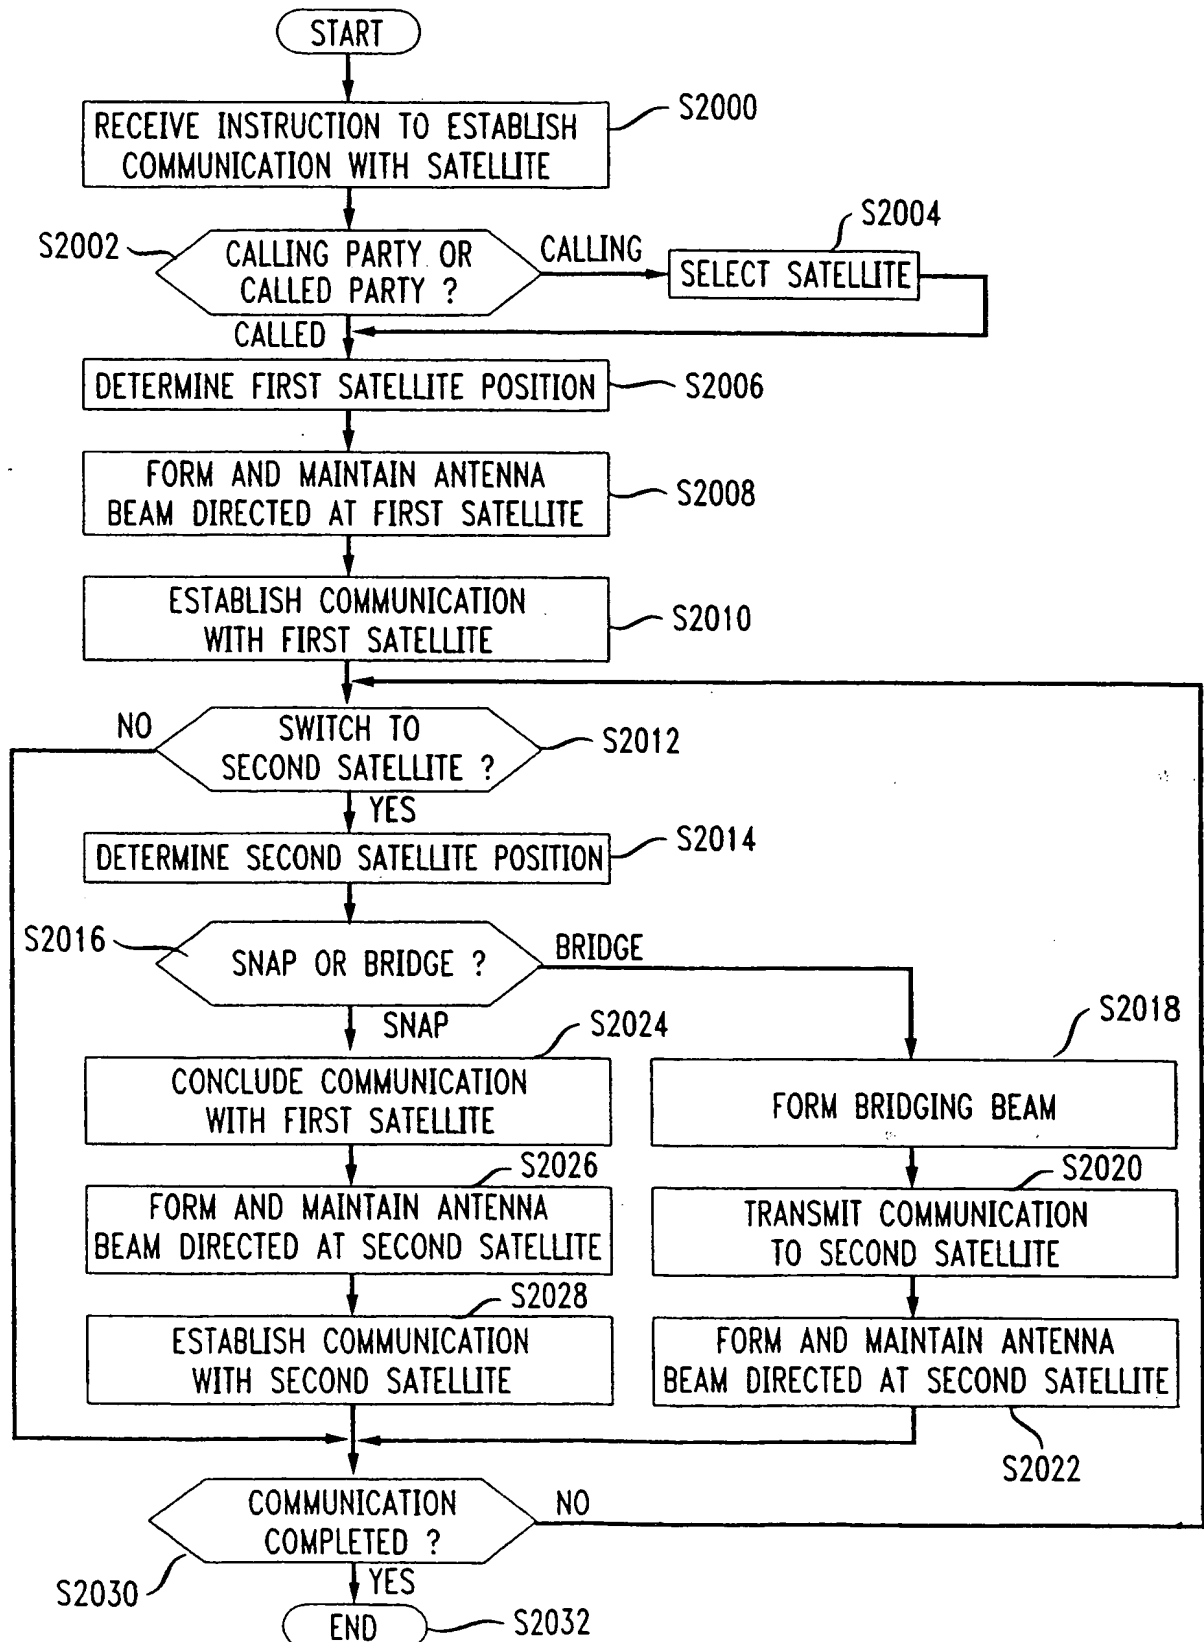 START
RECEIVE INSTRUCTION TO ESTABLISH
COMMUNICATION WITH SATELLITE
S2000
S2002
CALLING PARTY OR
CALLED PARTY ?
CALLING
S2004
SELECT SATELLITE
CALLED
DETERMINE FIRST SATELLITE POSITION
S2006
FORM AND MAINTAIN ANTENNA
BEAM DIRECTED AT FIRST SATELLITE
S2008
ESTABLISH COMMUNICATION
WITH FIRST SATELLITE
S2010
NO
SWITCH TO
SECOND SATELLITE ?
S2012
YES
DETERMINE SECOND SATELLITE POSITION
S2014
S2016
SNAP OR BRIDGE ?
BRIDGE
SNAP
S2024
CONCLUDE COMMUNICATION
WITH FIRST SATELLITE
S2018
FORM BRIDGING BEAM
S2026
FORM AND MAINTAIN ANTENNA
BEAM DIRECTED AT SECOND SATELLITE
S2020
TRANSMIT COMMUNICATION
TO SECOND SATELLITE
S2028
ESTABLISH COMMUNICATION
WITH SECOND SATELLITE
FORM AND MAINTAIN ANTENNA
BEAM DIRECTED AT SECOND SATELLITE
S2022
COMMUNICATION
COMPLETED ?
NO
S2030
YES
END
S2032